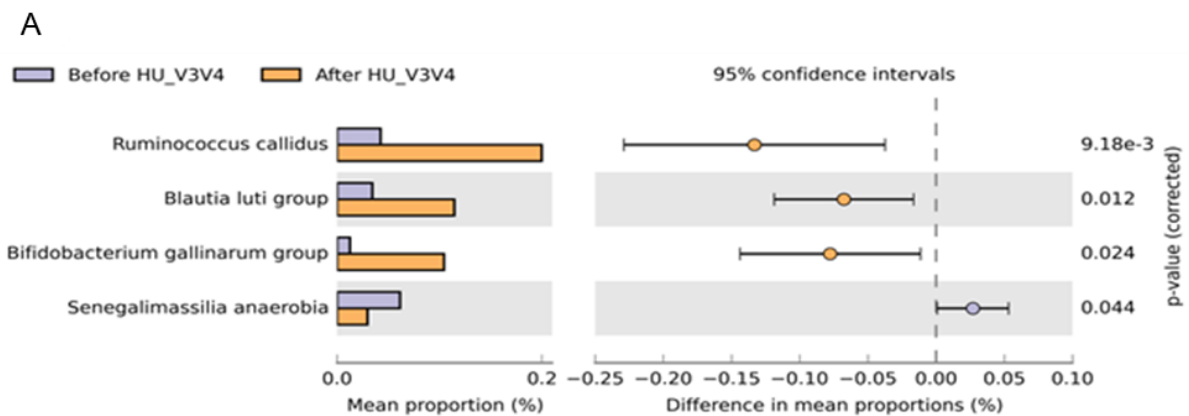 A
Before HU_V3V4 After HU_V3V4 95% confidence intervals
Ruminococcus callidus 9.18e-3
Blautia luti group 0.012
Bifidobacterium gallinarum group 0.024
Senegalimassilia anaerobia 0.044
p-value (corrected)
0.0 0.2 −0.25 −0.20 −0.15 −0.10 −0.05 0.00 0.05 0.10
Mean proportion (%) Difference in mean proportions (%)